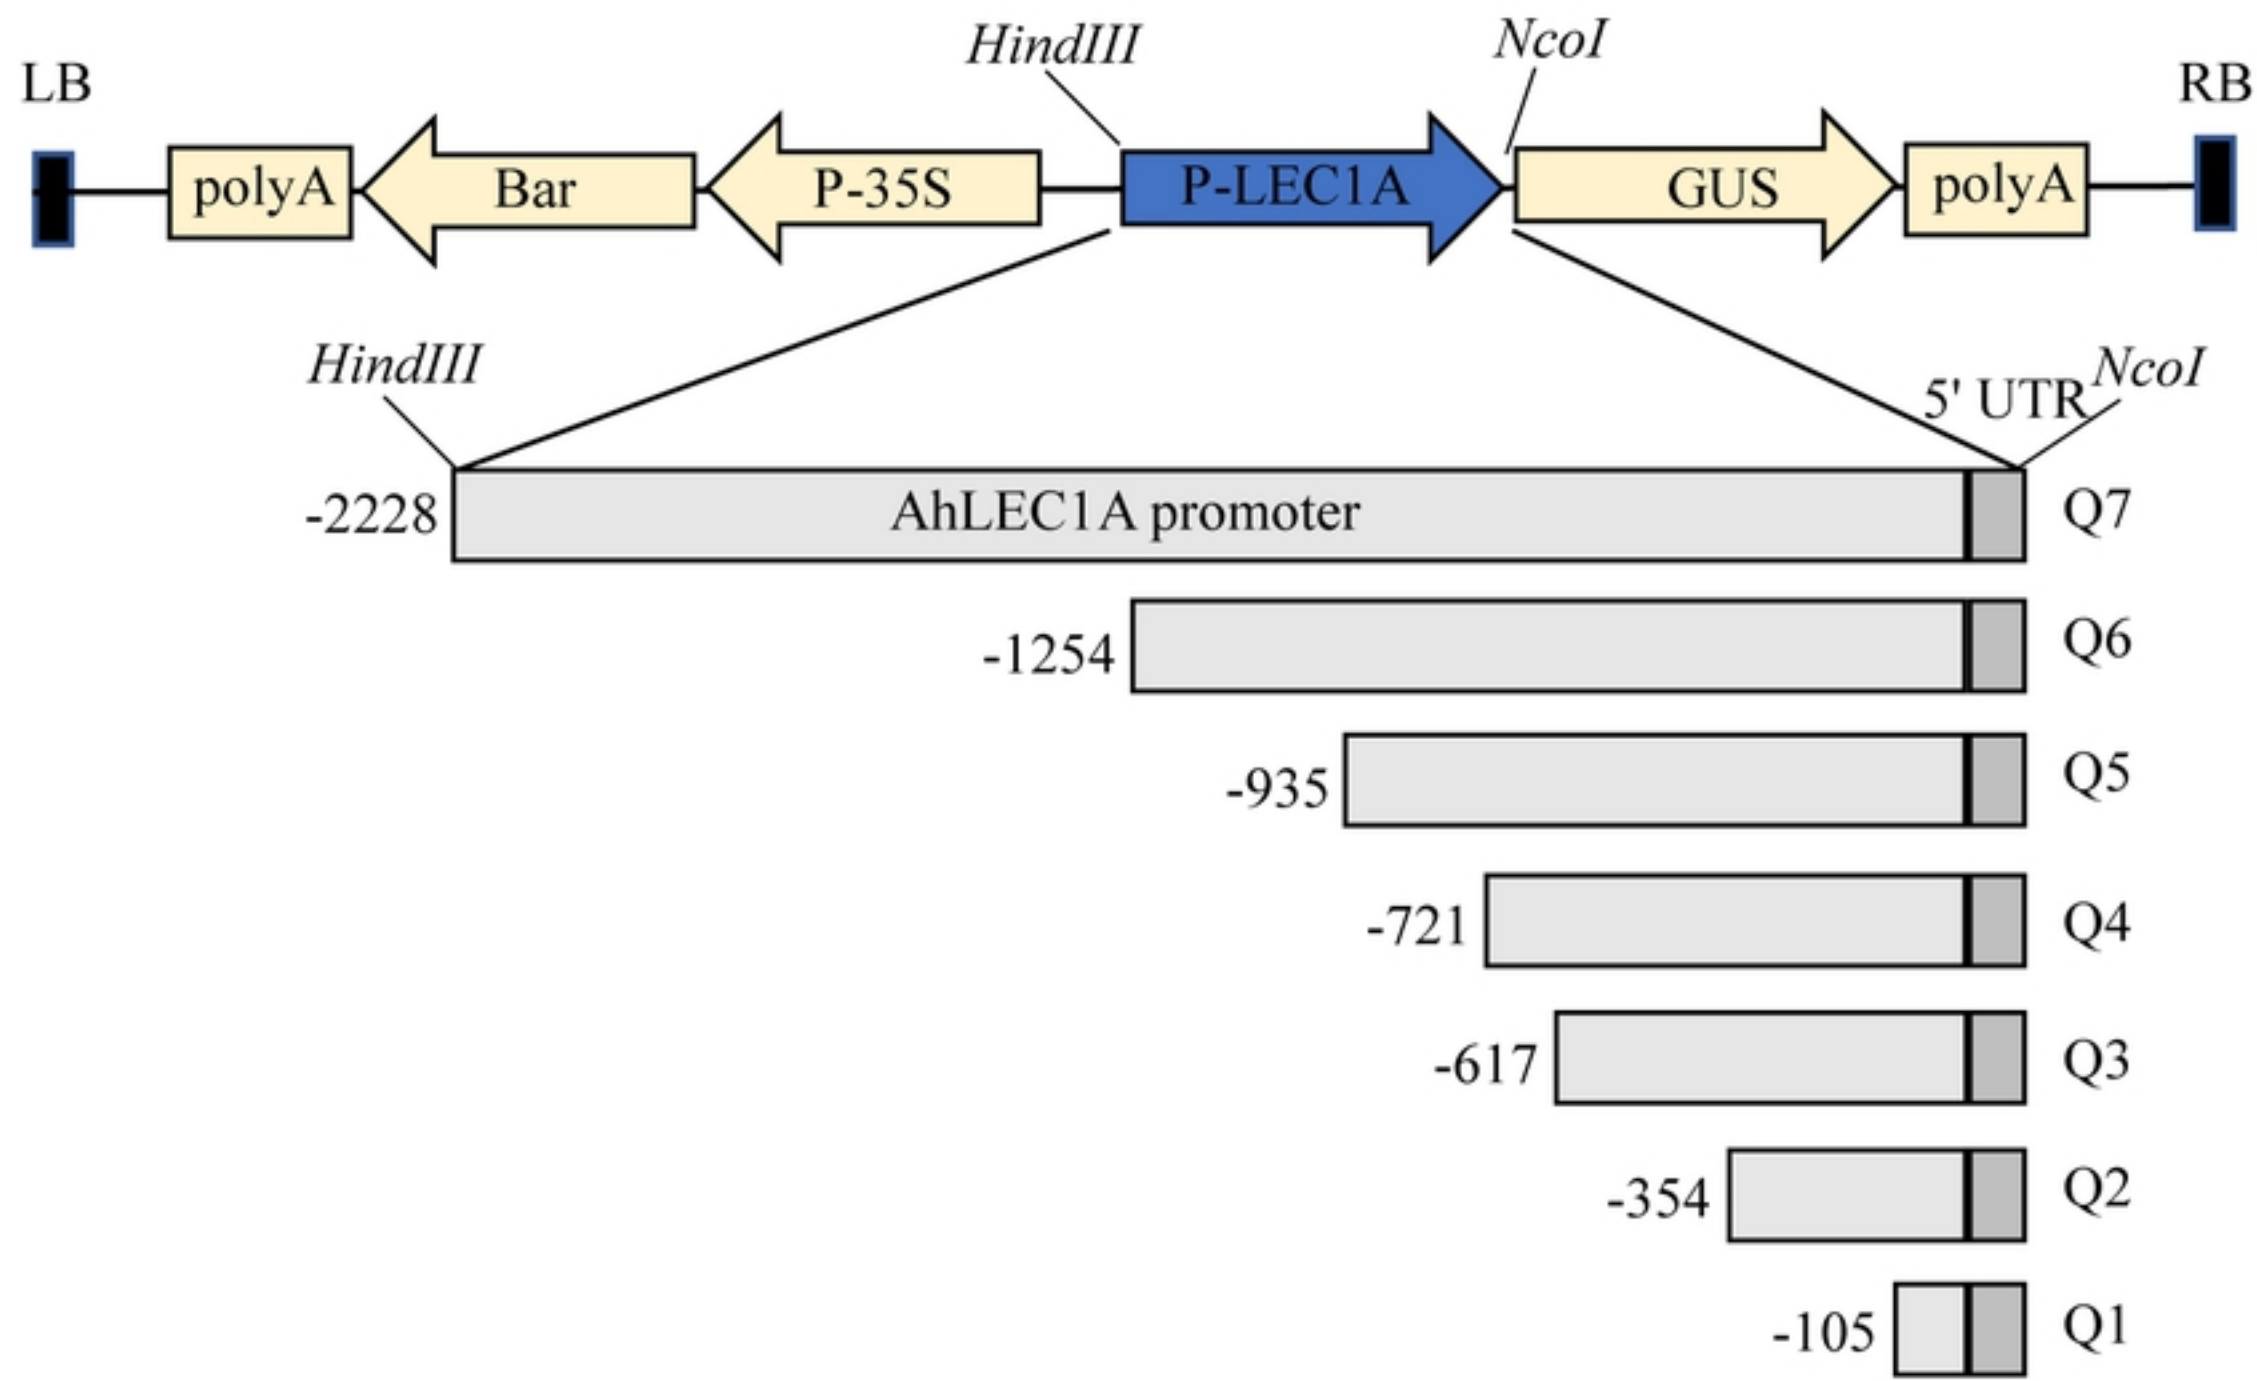 HindIII
NcoI
LB
RB
polyA
Bar
P-35S
P-LEC1A
GUS
polyA
HindIII
5' UTR
NcoI
-2228
AhLEC1A promoter
Q7
-1254
Q6
-935
Q5
-721
Q4
-617
Q3
-354
Q2
-105
Q1